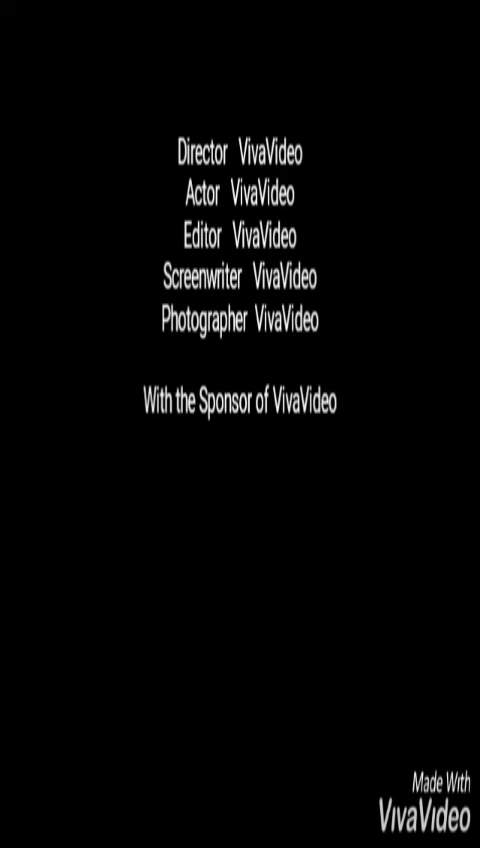 Director VivaVideo
Actor VivaVideo
Editor VivaVideo
Screenwriter VivaVideo
Photographer VivaVideo
With the Sponsor of VivaVideo
Made With
VivaVideo